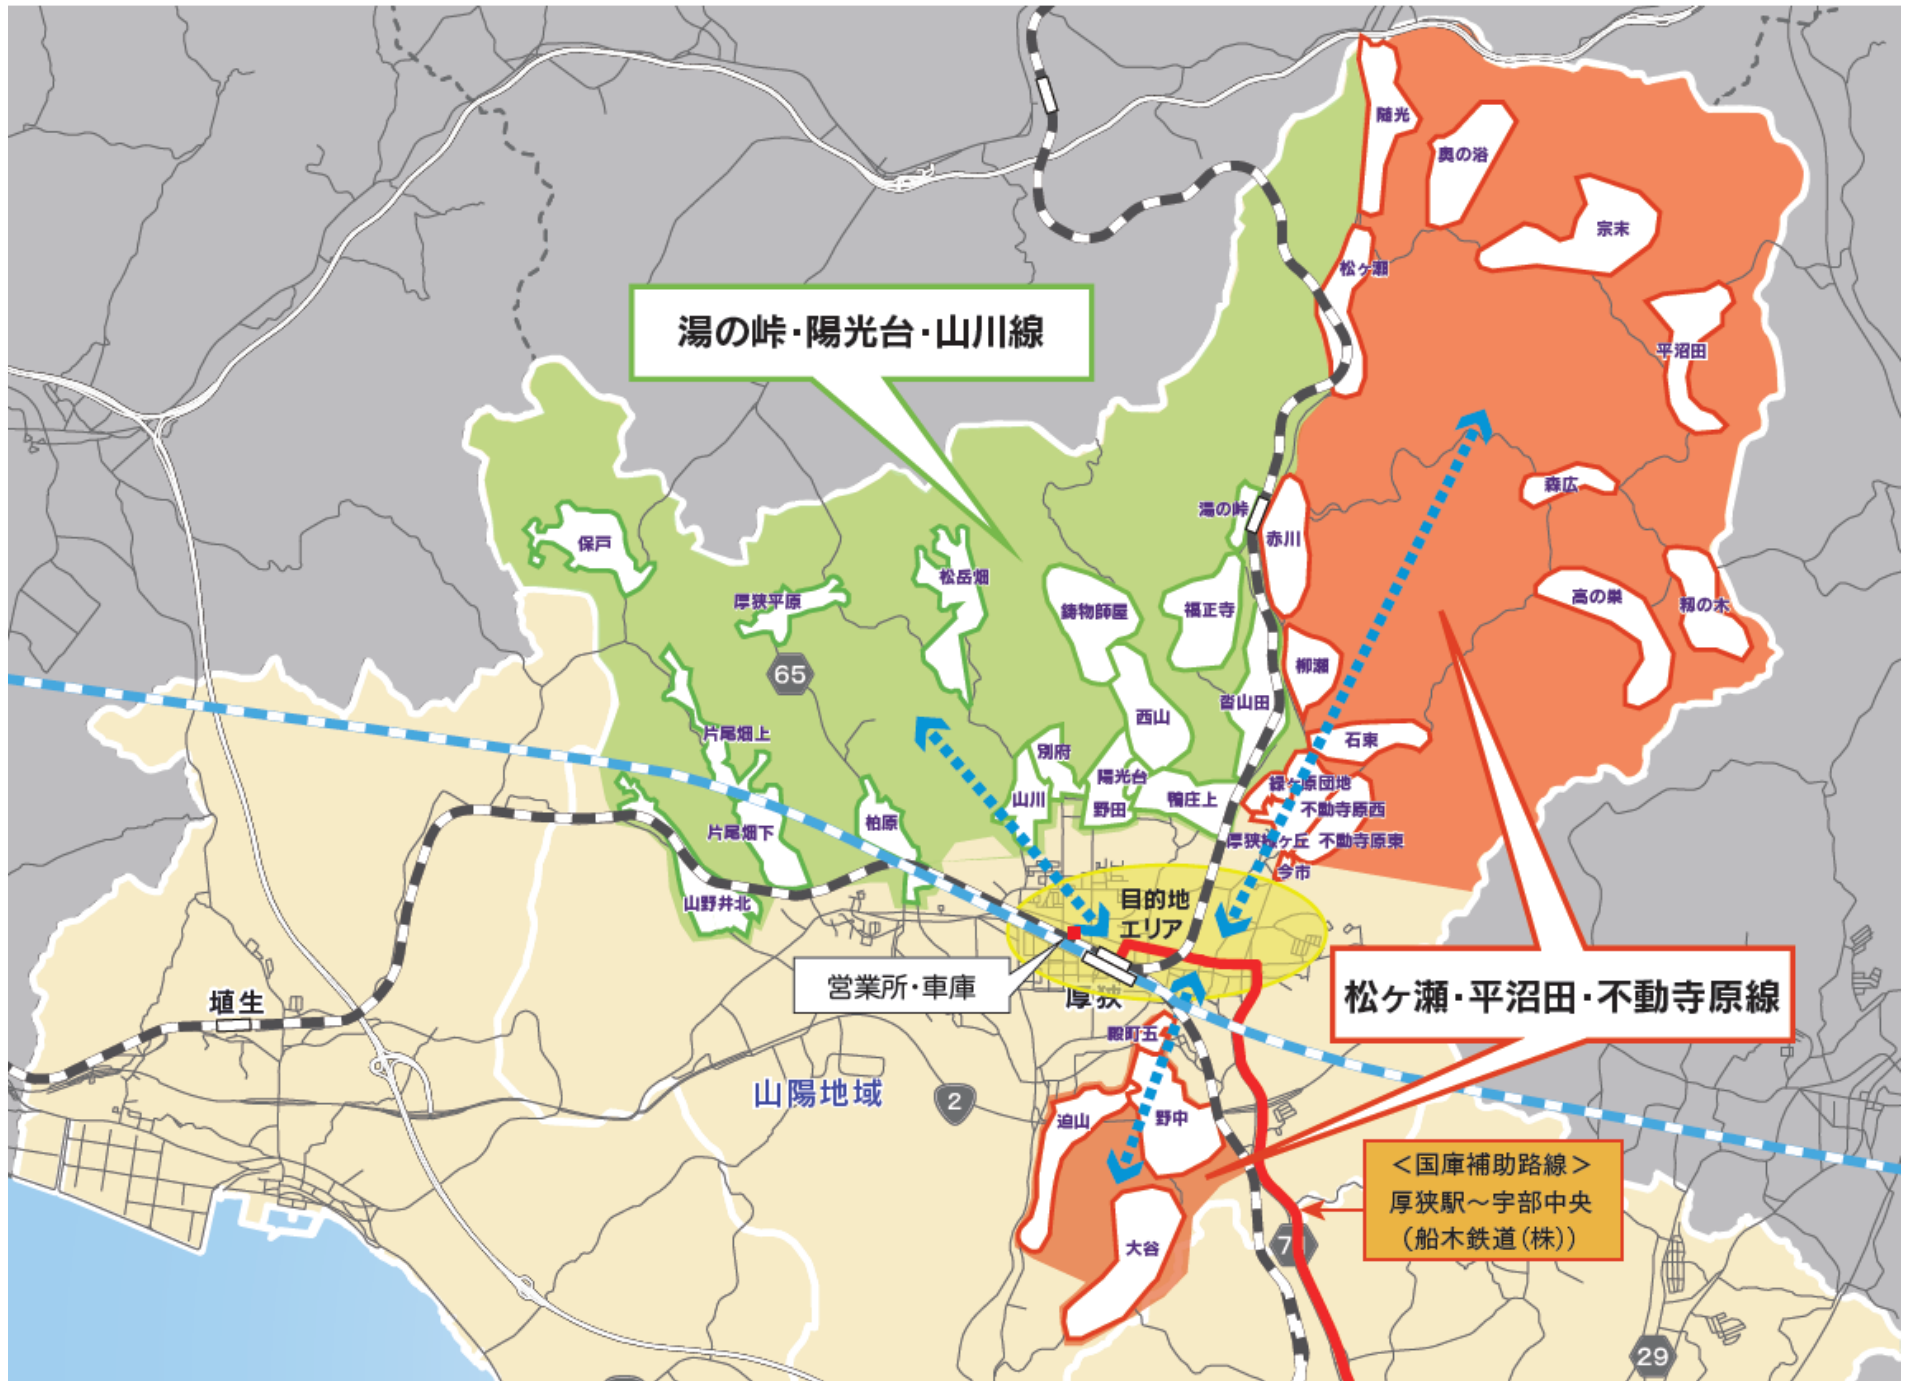 随光
奥の浴
宗末
松ヶ瀬
湯の峠・陽光台・山川線
平沼田
森広
湯の峠
赤川
保戸
松岳畑
厚狭平原
鋳物師屋
福正寺
高の巣
籾の木
65
柳瀬
沓山田
西山
片尾畑上
別府
石束
陽光台
緑ヶ原団地
山川
野田
鴨庄上
不動寺原西
片尾畑下
柏原
厚狭桜ヶ丘
不動寺原東
今市
山野井北
目的地
エリア
営業所・車庫
厚狭
埴生
松ヶ瀬・平沼田・不動寺原線
殿町五
山陽地域
2
迫山
野中
<国庫補助路線>
厚狭駅~宇部中央
(船木鉄道(株))
大谷
29